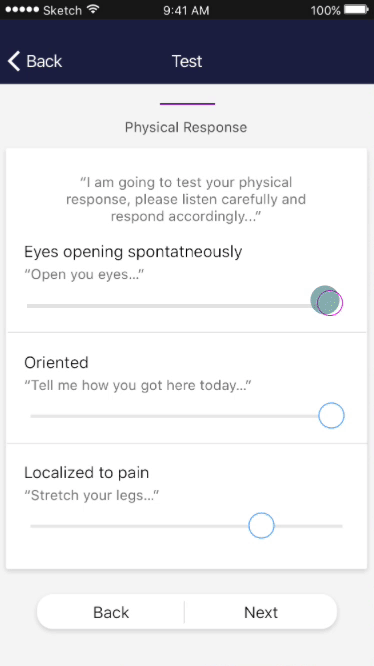 Sketch 9:41 AM 100%
Back Test
Physical Response
“I am going to test your physical
response, please listen carefully and
respond accordingly...”
Eyes opening spontatneously
“Open you eyes...”
Oriented
“Tell me how you got here today...”
Localized to pain
“Stretch your legs...”
Back Next